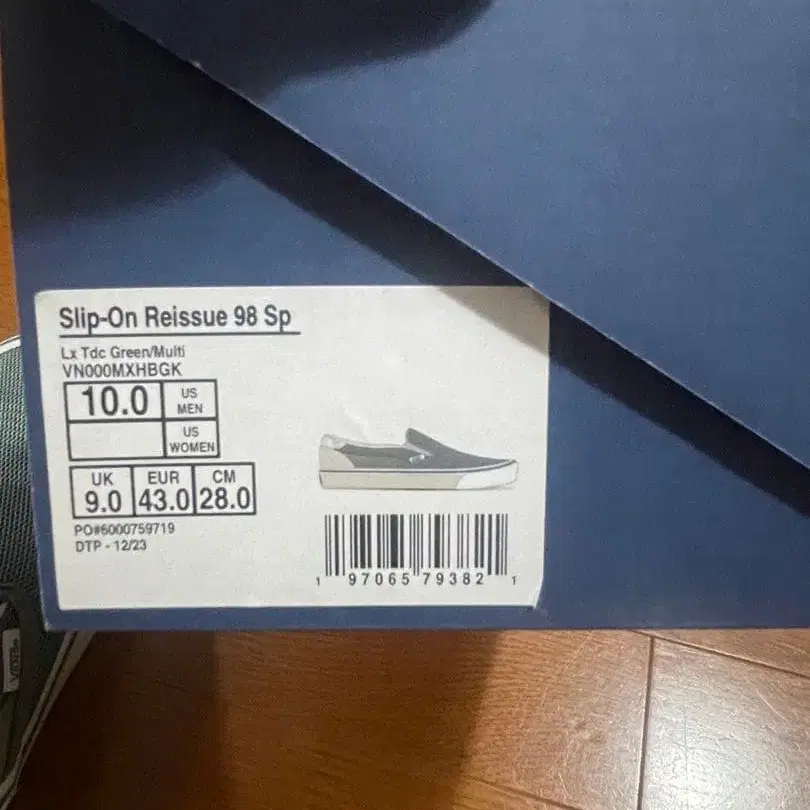 Slip-On Reissue 98 Sp
Lx Tdc Green/Multi
VN000MXHBGK
10.0 US MEN
US WOMEN
UK EUR CM
9.0 43.0 28.0
PO#6000759719
DTP - 12/23
1 97065 79382 1